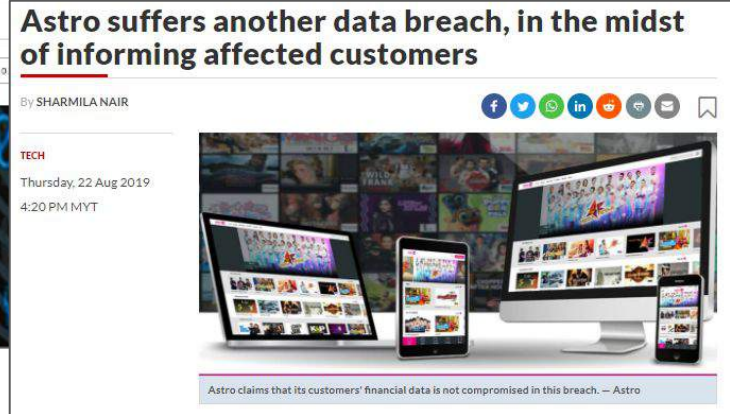 Astro suffers another data breach, in the midst
of informing affected customers
By SHARMILA NAIR
TECH
Thursday, 22 Aug 2019
4:20 PM MYT
WILD
FRANK
Astro claims that its customers' financial data is not compromised in this breach. — Astro